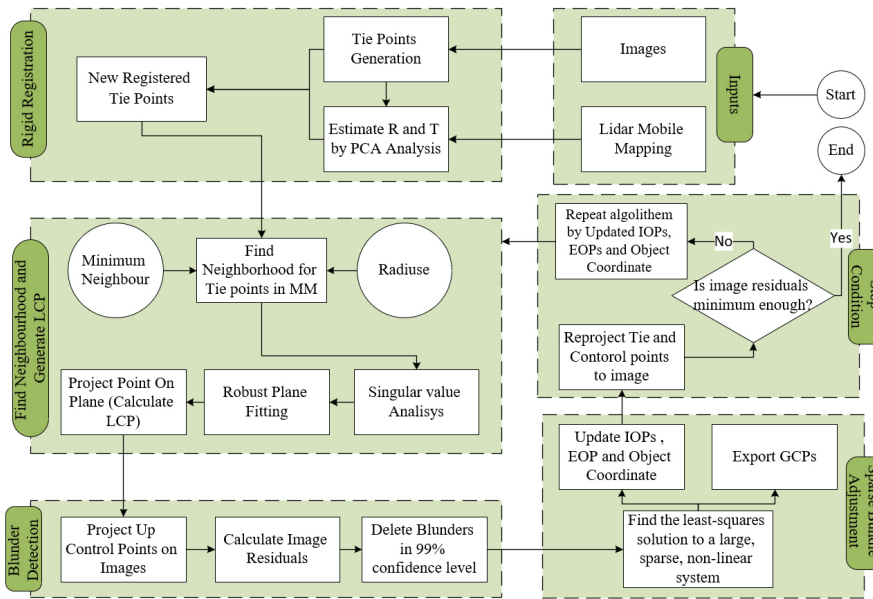 Rigid Registration
Tie Points
Generation
New Registered
Tie Points
Estimate R and T
by PCA Analysis
Images
Lidar Mobile
Mapping
Inputs
Start
End
Find Neighbourhood and
Generate LCP
Minimum
Neighbour
Find
Neighborhood for
Tie points in MM
Radiuse
Project Point On
Plane (Calculate
LCP)
Robust Plane
Fitting
Singular value
Analisys
Repeat algolithem
by Updated IOPs,
EOPs and Object
Coordinate
No
Yes
Is image residuals
minimum enough?
Reproject Tie and
Contorol points
to image
Condition
Blunder
Detection
Project Up
Control Points on
Images
Calculate Image
Residuals
Delete Blunders
in 99%
confidence level
Update IOPs ,
EOP and Object
Coordinate
Export GCPs
Find the least-squares
solution to a large,
sparse, non-linear
system
Adjustment